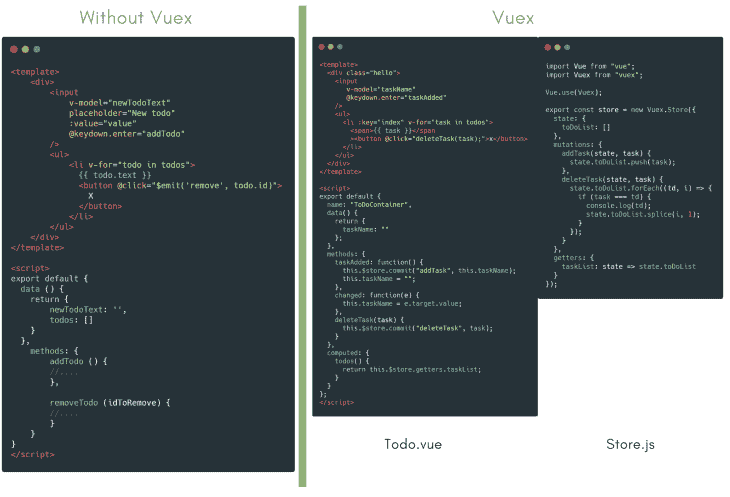 Without Vuex
<template>
<div>
<input
v-model="newTodoText"
placeholder="New todo"
:value="value"
@keydown.enter="addTodo"
/>
<ul>
<li v-for="todo in todos">
{{ todo.text }}
<button @click="$emit('remove', todo.id)">
X
</button>
</li>
</ul>
</div>
</template>
<script>
export default {
data () {
return {
newTodoText: '',
todos: []
}
},
methods: {
addTodo () {
//....
},
removeTodo (idToRemove) {
//....
}
}
}
</script>
Vuex
<template>
<div class="hello">
<input
v-model="taskName"
@keydown.enter="taskAdded"
/>
<ul>
<li :key="index" v-for="task in todos">
<span>{{ task }}</span>
<button @click="deleteTask(task);">x</button>
</li>
</ul>
</div>
</template>
<script>
export default {
name: "ToDoContainer",
data() {
return {
taskName: ""
};
},
methods: {
taskAdded: function() {
this.$store.commit("addTask", this.taskName);
this.taskName = "";
},
changed: function(e) {
this.taskName = e.target.value;
},
deleteTask(task) {
this.$store.commit("deleteTask", task);
}
},
computed: {
todos() {
return this.$store.getters.taskList;
}
}
};
</script>
Todo.vue
import Vue from "vue";
import Vuex from "vuex";
Vue.use(Vuex);
export const store = new Vuex.Store({
state: {
toDoList: []
},
mutations: {
addTask(state, task) {
state.toDoList.push(task);
},
deleteTask(state, task) {
state.toDoList.forEach((td, i) => {
if (task === td) {
console.log(td);
state.toDoList.splice(i, 1);
}
});
}
},
getters: {
taskList: state => state.toDoList
}
});
Store.js